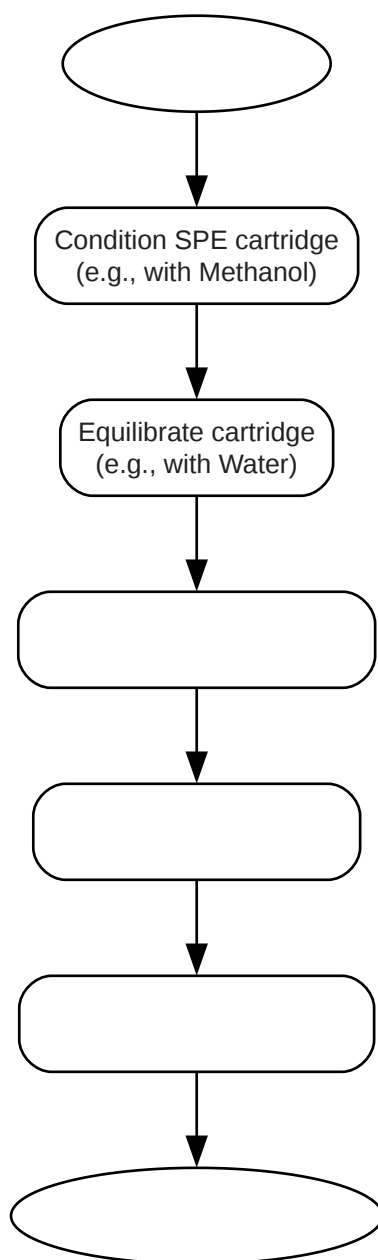 Condition SPE cartridge
(e.g., with Methanol)
Equilibrate cartridge
(e.g., with Water)